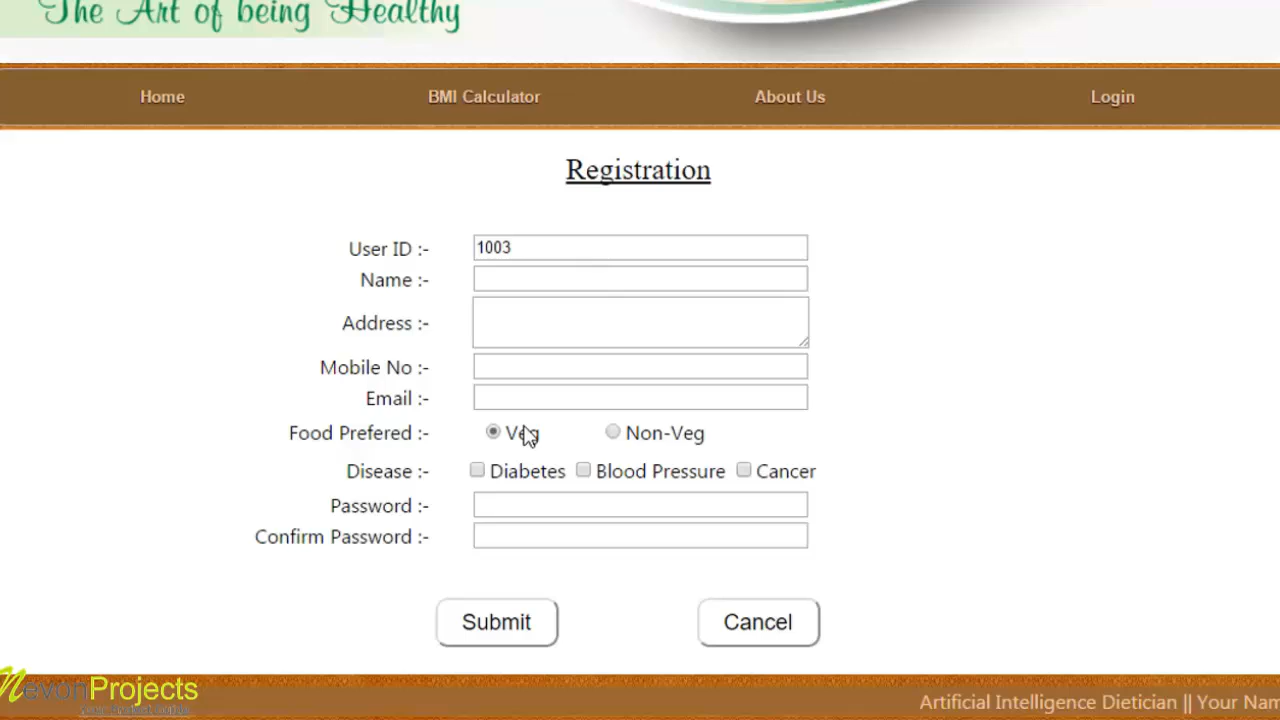 The Art of being Healthy
Home BMI Calculator About Us Login
Registration
User ID :- 1003
Name :-
Address :-
Mobile No :-
Email :-
Food Prefered :- Veg Non-Veg
Disease :- Diabetes Blood Pressure Cancer
Password :-
Confirm Password :-
Submit Cancel
NevonProjects
Artificial Intelligence Dietician || Your Nam